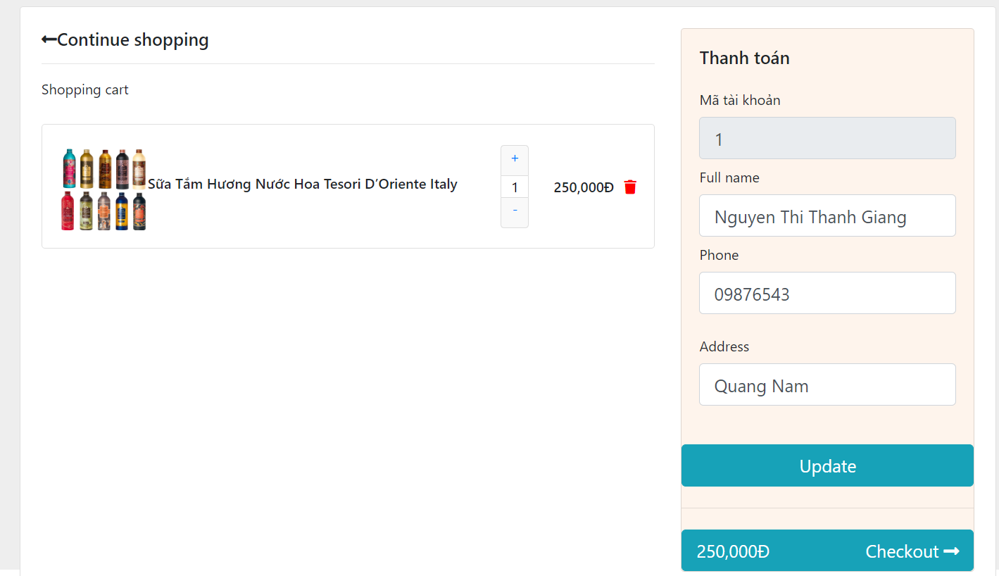 Continue shopping
Shopping cart
Sữa Tắm Hương Nước Hoa Tesori D’Oriente Italy
+
1
-
250,000Đ
Thanh toán
Mã tài khoản
1
Full name
Nguyen Thi Thanh Giang
Phone
09876543
Address
Quang Nam
Update
250,000Đ Checkout